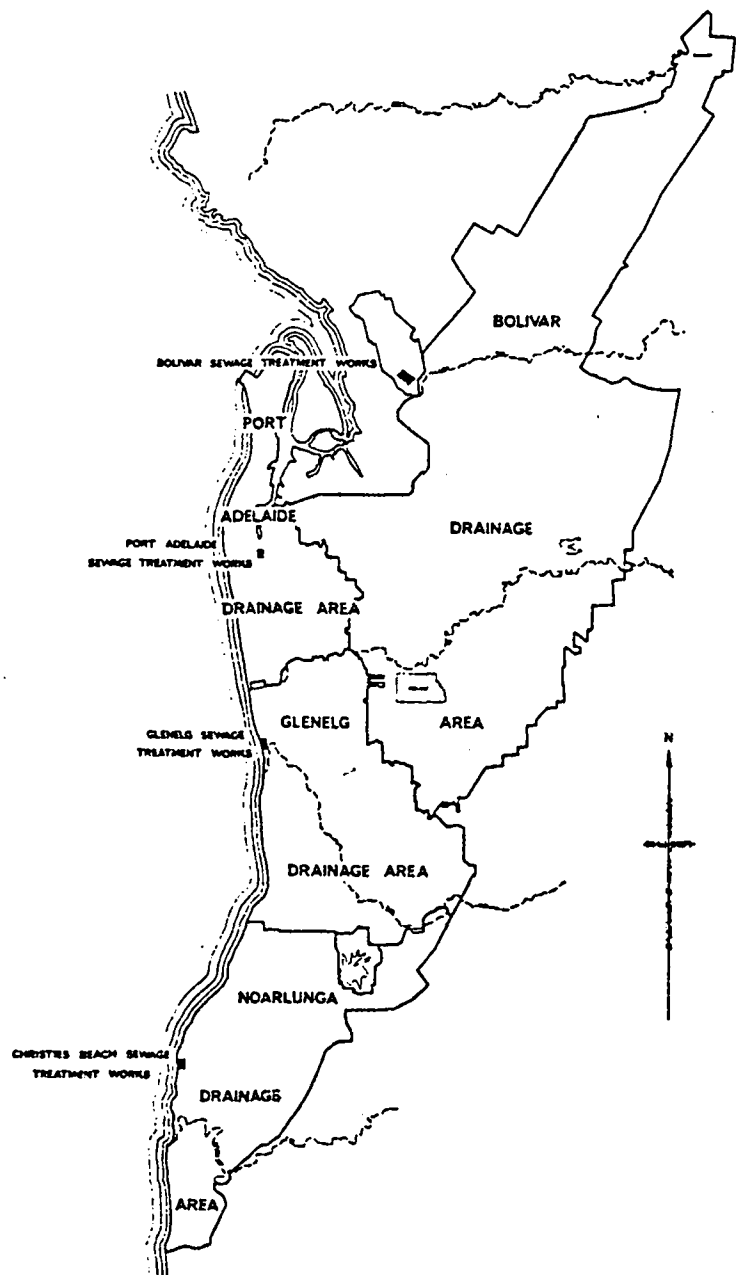 BOLIVAR
BOLIVAR SEWAGE TREATMENT WORKS
PORT
ADELAIDE
DRAINAGE
PORT ADELAIDE
SEWAGE TREATMENT WORKS
DRAINAGE AREA
GLENELG
AREA
GLENELG SEWAGE
TREATMENT WORKS
N
DRAINAGE AREA
NOARLUNGA
CHRISTIES BEACH SEWAGE
TREATMENT WORKS
DRAINAGE
AREA